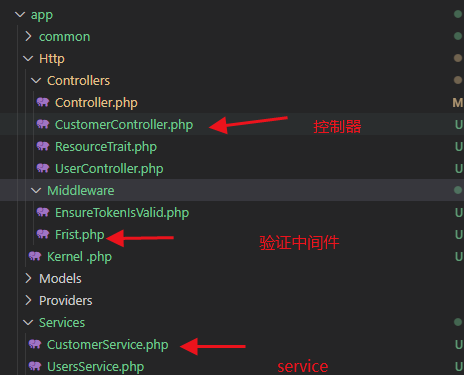 app
common
Http
Controllers
Controller.php M
CustomerController.php U
控制器
ResourceTrait.php U
UserController.php U
Middleware
EnsureTokenIsValid.php U
Frist.php U
验证中间件
Kernel .php U
Models
Providers
Services
CustomerService.php U
UsersService.php U
service